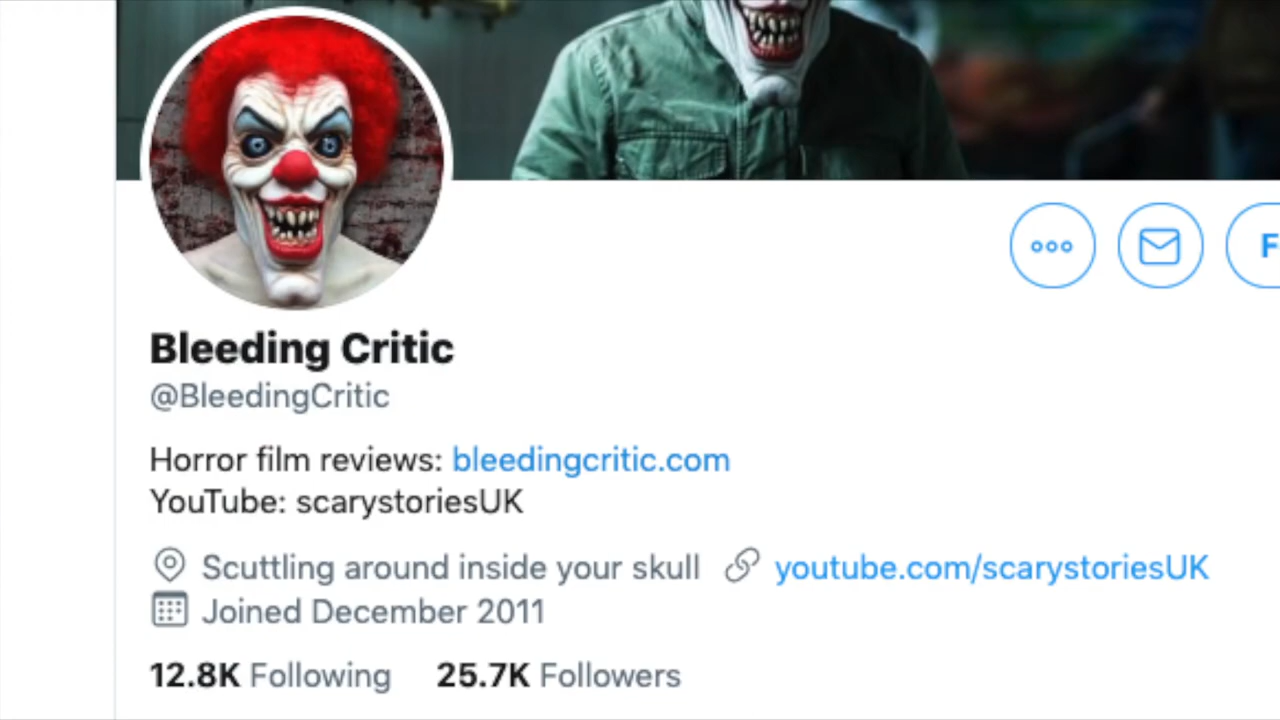 Bleeding Critic
@BleedingCritic
Horror film reviews: bleedingcritic.com
YouTube: scarystoriesUK
Scuttling around inside your skull youtube.com/scarystoriesUK
Joined December 2011
12.8K Following 25.7K Followers